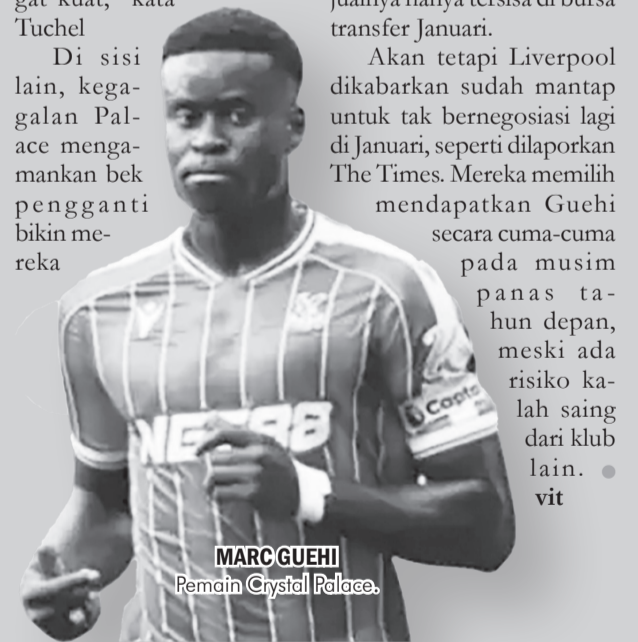 Tuchel
Di sisi
lain, kega-
galan Pal-
ace menga-
mankan bek
pengganti
bikin me-
reka
transfer Januari.
Akan tetapi Liverpool
dikabarkan sudah mantap
untuk tak bernegosiasi lagi
di Januari, seperti dilaporkan
The Times. Mereka memilih
mendapatkan Guehi
secara cuma-cuma
pada musim
panas ta-
hun depan,
meski ada
risiko ka-
lah saing
dari klub
lain.
vit
Capta
MARC GUEHI
Pemain Crystal Palace.